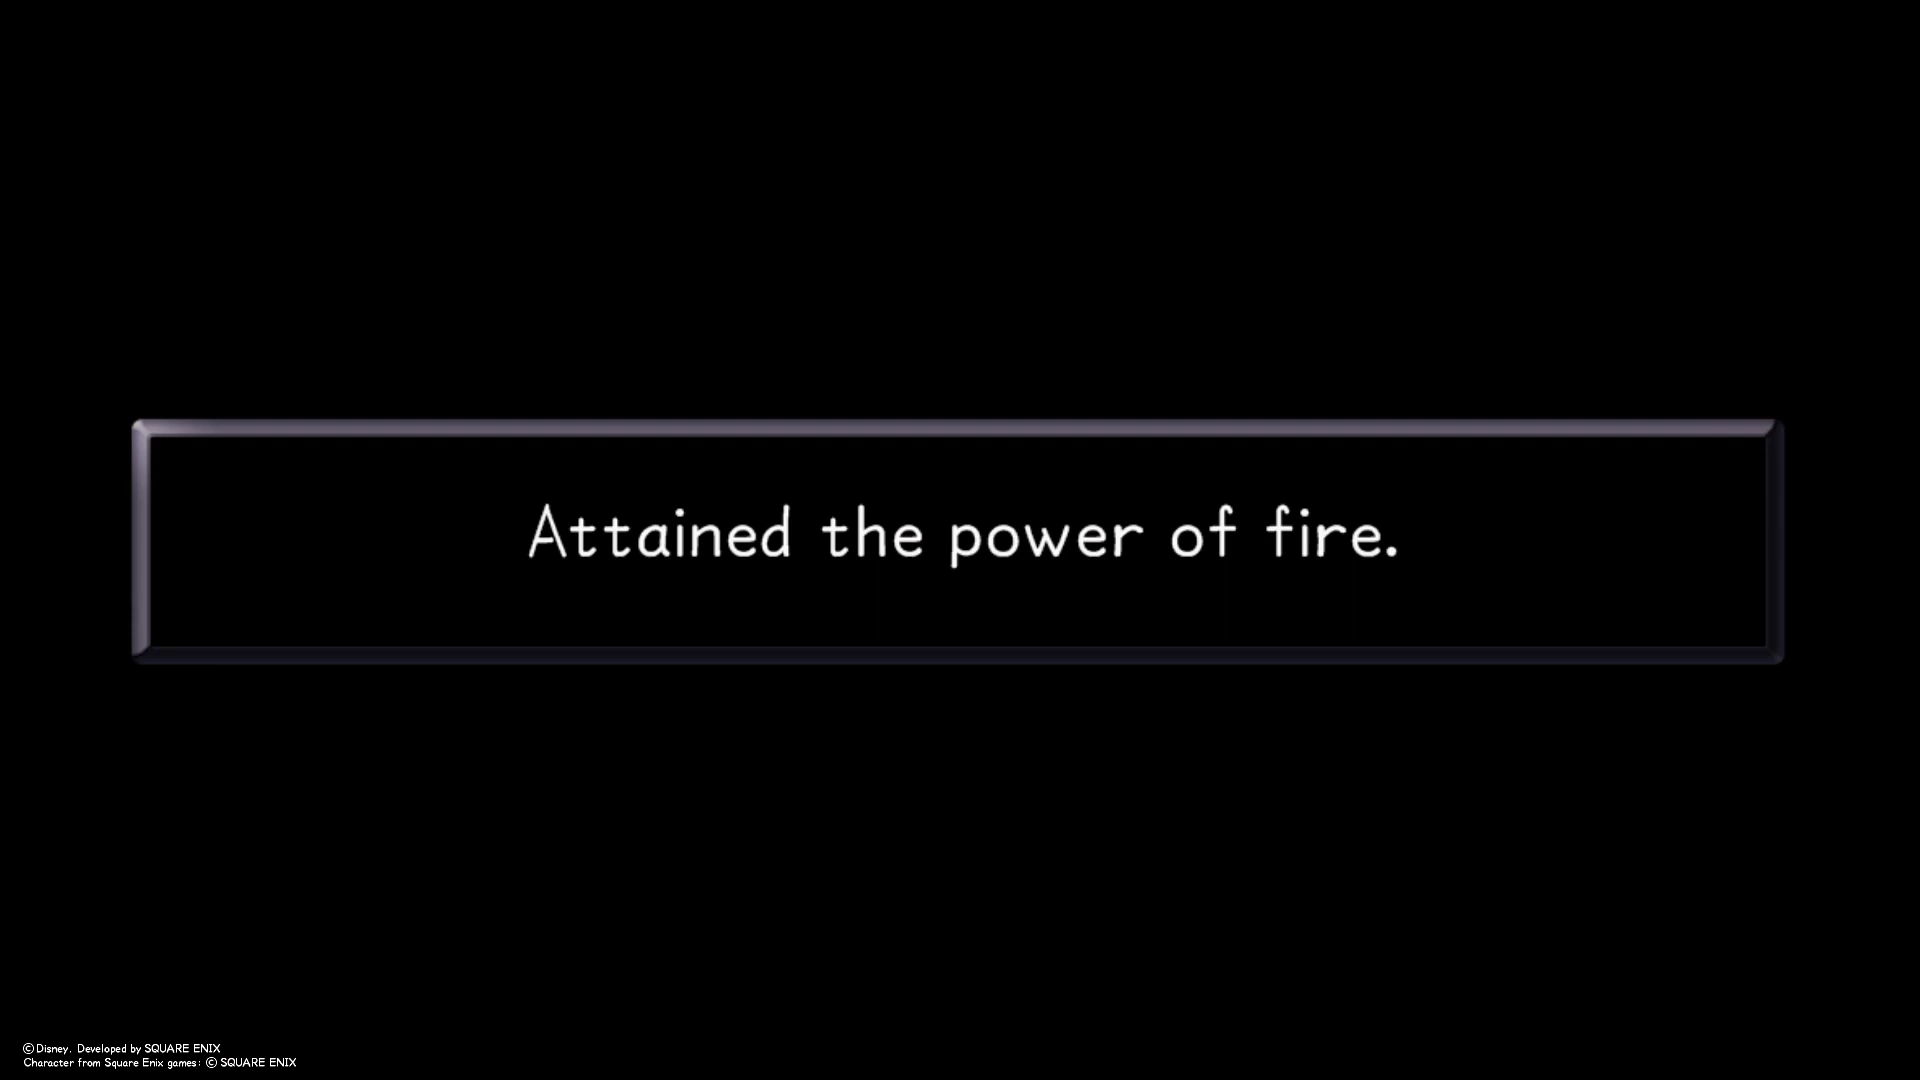 Attained the power of fire.
©Disney. Developed by SQUARE ENIX
Character from Square Enix games: © SQUARE ENIX